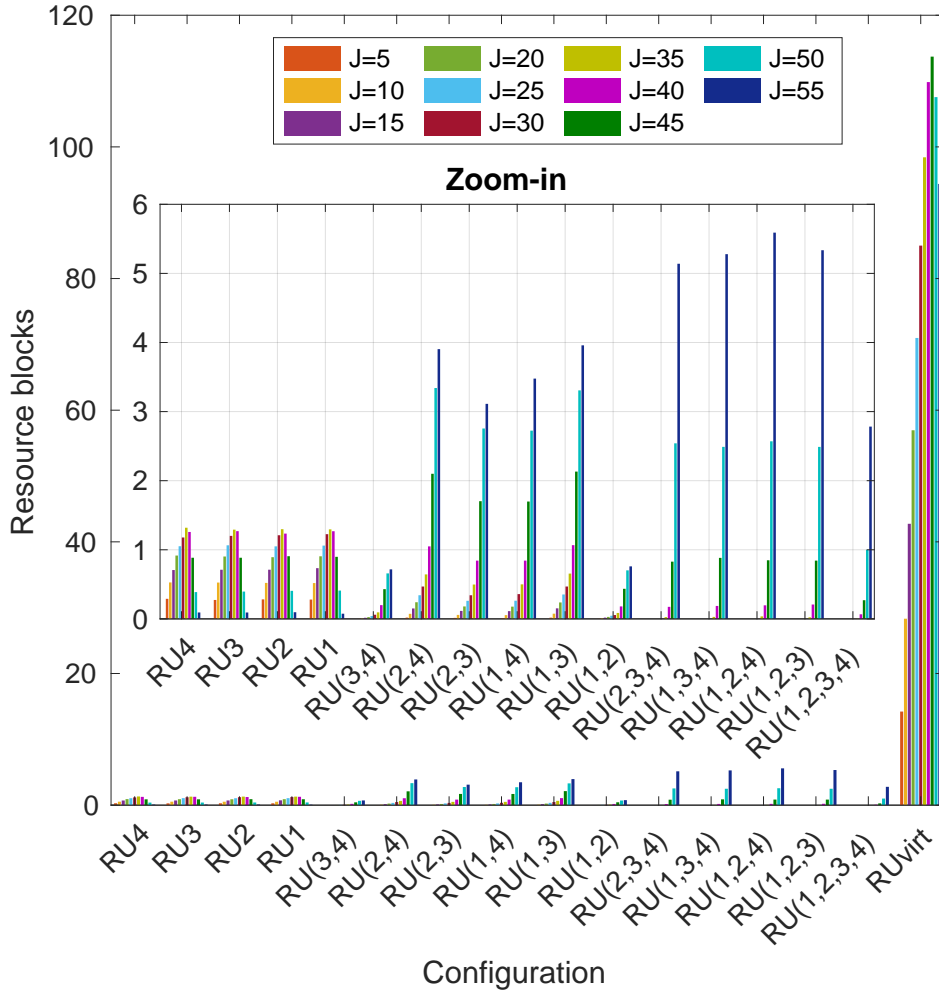 120
100
80
60
40
20
0
Resource blocks
J=5
J=10
J=15
J=20
J=25
J=30
J=35
J=40
J=45
J=50
J=55
Zoom-in
6
5
4
3
2
1
0
RU4
RU3
RU2
RU1
RU(3,4)
RU(2,4)
RU(2,3)
RU(1,4)
RU(1,3)
RU(1,2)
RU(2,3,4)
RU(1,3,4)
RU(1,2,4)
RU(1,2,3)
RU(1,2,3,4)
RU4
RU3
RU2
RU1
RU(3,4)
RU(2,4)
RU(2,3)
RU(1,4)
RU(1,3)
RU(1,2)
RU(2,3,4)
RU(1,3,4)
RU(1,2,4)
RU(1,2,3)
RU(1,2,3,4)
RUvirt
Configuration